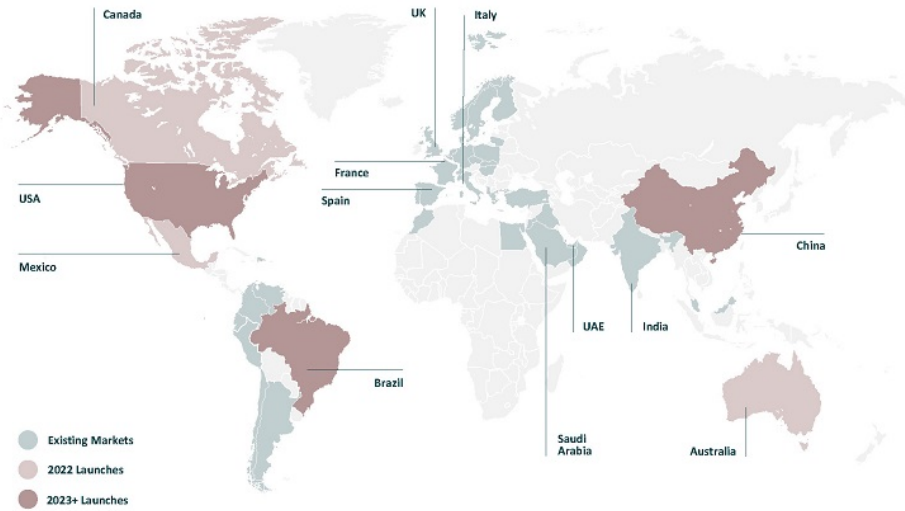 Canada
UK
Italy
France
USA
Spain
China
Mexico
UAE
India
Brazil
Saudi
Arabia
Australia
Existing Markets
2022 Launches
2023+ Launches